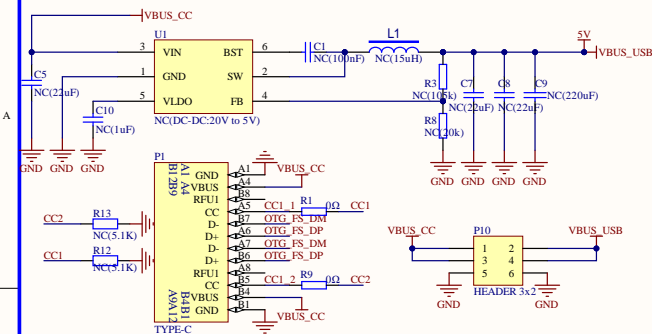 VBUS_CC
U1
3 VIN BST 6
C1
NC(100nF)
L1
NC(15uH)
5V
VBUS_USB
C5
NC(22uF)
1 GND SW 2
R3
NC(105k)
C7
NC(22uF)
C8
NC(22uF)
C9
NC(220uF)
5 VLDO FB 4
C10
NC(1uF)
NC(DC-DC:20V to 5V)
R8
NC(20k)
A
GND GND GND GND GND GND GND
P1
A1 A4
B12B9
GND A1
VBUS A4
VBUS_CC
RFU1 B8
CC A5 CC1_1 R1 0Ω CC1
D- B7 OTG_FS_DM
D+ A6 OTG_FS_DP
D- A7 OTG_FS_DM
D+ B6 OTG_FS_DP
RFU1 A8
CC B5 CC1_2 R9 0Ω CC2
VBUS B4
GND B1
VBUS_CC
B4B1
A9A12
TYPE-C
CC2 R13
NC(5.1K)
CC1 R12
NC(5.1K)
VBUS_CC P10 VBUS_USB
1 2
3 4
5 6
GND HEADER 3x2 GND